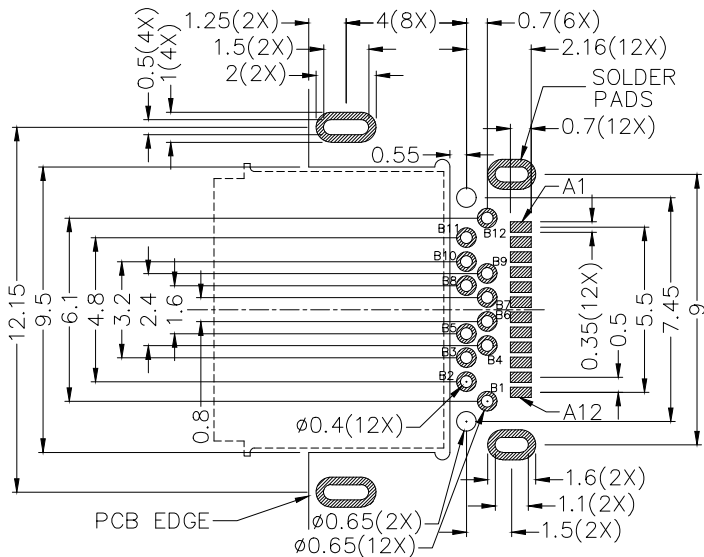 1.25(2X)
4(8X)
0.7(6X)
1.5(2X)
2.16(12X)
2(2X)
0.5(4X)
1(4X)
SOLDER
PADS
0.7(12X)
0.55
A1
B11
B12
B10
B9
B8
B7
B6
B5
B4
B3
B2
B1
12.15
9.5
6.1
4.8
3.2
2.4
1.6
0.8
0.35(12X)
0.5
5.5
7.45
9
ø0.4(12X)
A12
1.6(2X)
1.1(2X)
1.5(2X)
PCB EDGE
ø0.65(2X)
ø0.65(12X)